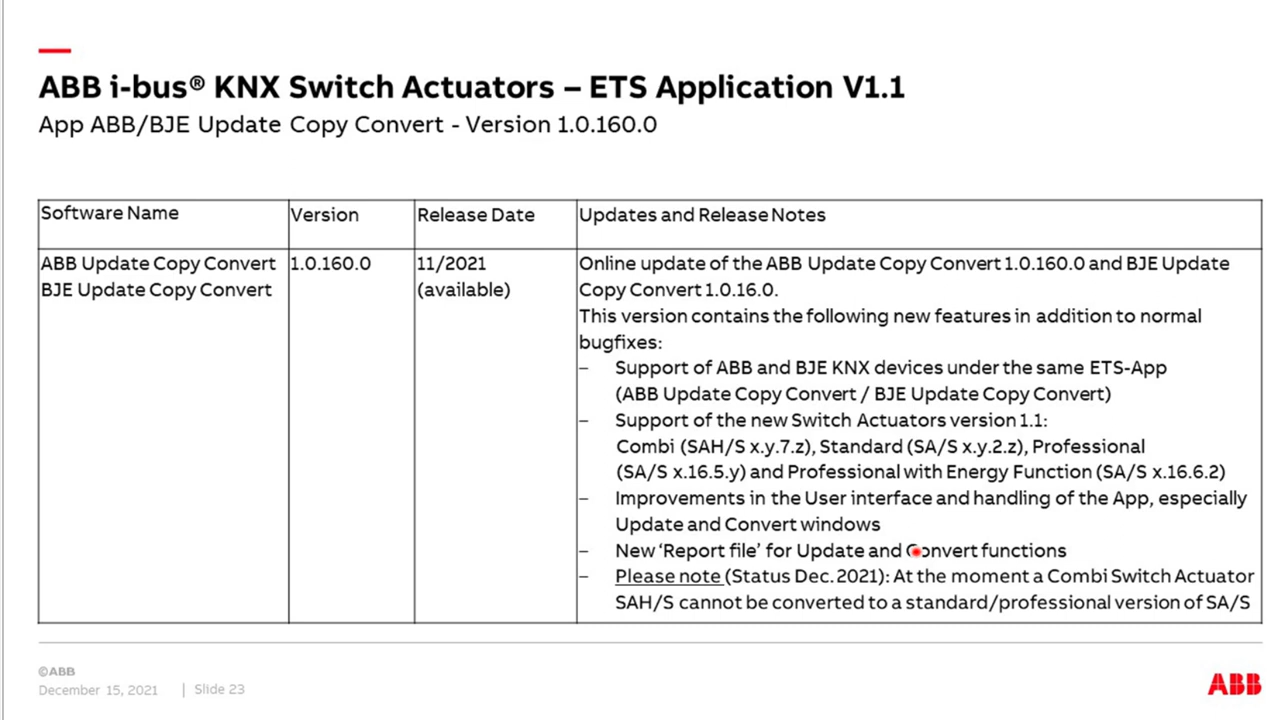 ABB i-bus® KNX Switch Actuators – ETS Application V1.1
App ABB/BJE Update Copy Convert - Version 1.0.160.0
Software Name
Version
Release Date
Updates and Release Notes
ABB Update Copy Convert
BJE Update Copy Convert
1.0.160.0
11/2021
(available)
Online update of the ABB Update Copy Convert 1.0.160.0 and BJE Update
Copy Convert 1.0.16.0.
This version contains the following new features in addition to normal
bugfixes:
– Support of ABB and BJE KNX devices under the same ETS-App
(ABB Update Copy Convert / BJE Update Copy Convert)
– Support of the new Switch Actuators version 1.1:
Combi (SAH/S x.y.7.z), Standard (SA/S x.y.2.z), Professional
(SA/S x.16.5.y) and Professional with Energy Function (SA/S x.16.6.2)
– Improvements in the User interface and handling of the App, especially
Update and Convert windows
– New ‘Report file’ for Update and Convert functions
– Please note (Status Dec. 2021): At the moment a Combi Switch Actuator
SAH/S cannot be converted to a standard/professional version of SA/S
©ABB
December 15, 2021 | Slide 23
ABB